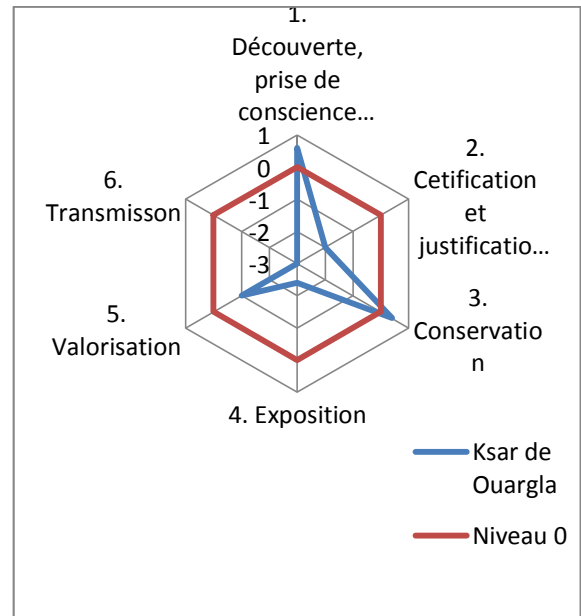 1.
Découverte,
prise de
conscience...
1
0
-1
-2
-3
2.
Cetification
et
justificatio...
3.
Conservatio
n
4. Exposition
5.
Valorisation
6.
Transmisson
Ksar de
Ouargla
Niveau 0